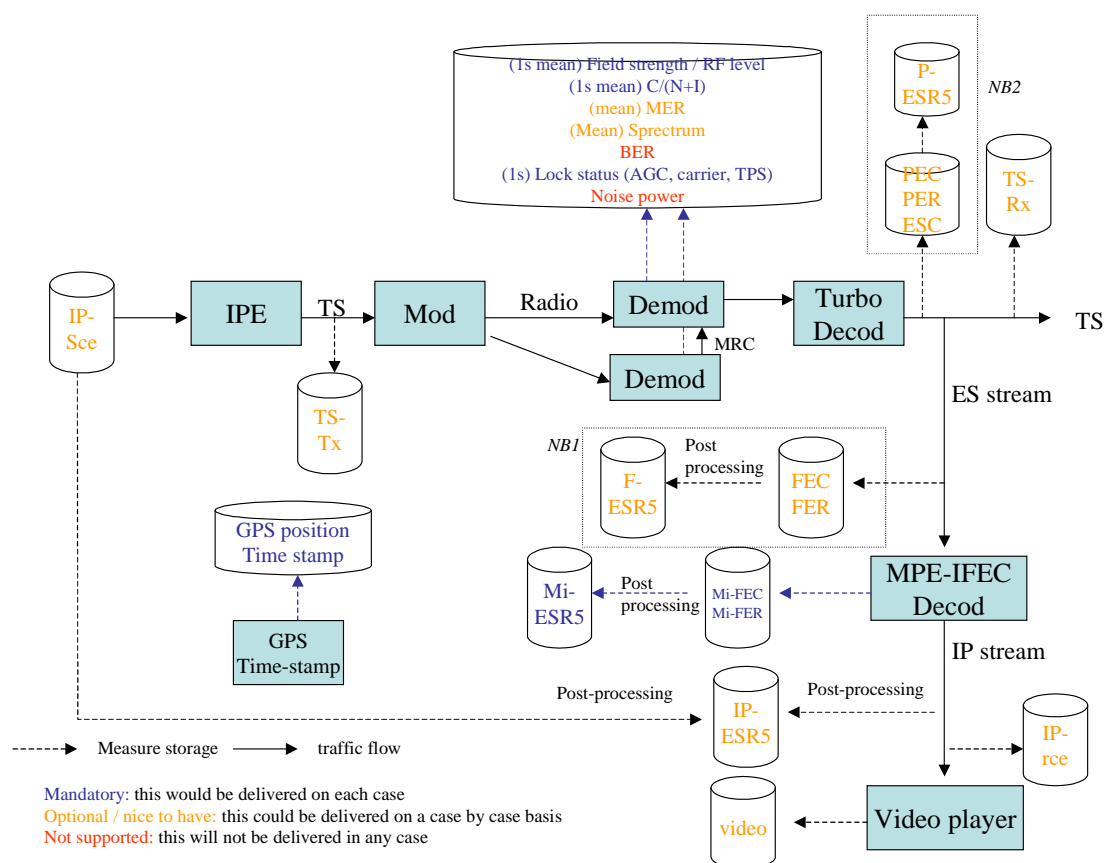 (1s mean) Field strength / RF level
(1s mean) C/(N+I)
(mean) MER
(Mean) Sprectrum
BER
(1s) Lock status (AGC, carrier, TPS)
Noise power
P-
ESR5
NB2
PEC
PER
ESC
TS-
Rx
IP-
Sce
IPE
TS
Mod
Radio
Demod
Turbo
Decod
TS
MRC
Demod
ES stream
TS-
Tx
NB1
F-
ESR5
Post
processing
FEC
FER
GPS position
Time stamp
Mi-
ESR5
Post
processing
Mi-FEC
Mi-FER
MPE-IFEC
Decod
GPS
Time-stamp
IP stream
Post-processing
IP-
ESR5
Post-processing
IP-
rce
Measure storage
traffic flow
Mandatory: this would be delivered on each case
Optional / nice to have: this could be delivered on a case by case basis
Not supported: this will not be delivered in any case
video
Video player